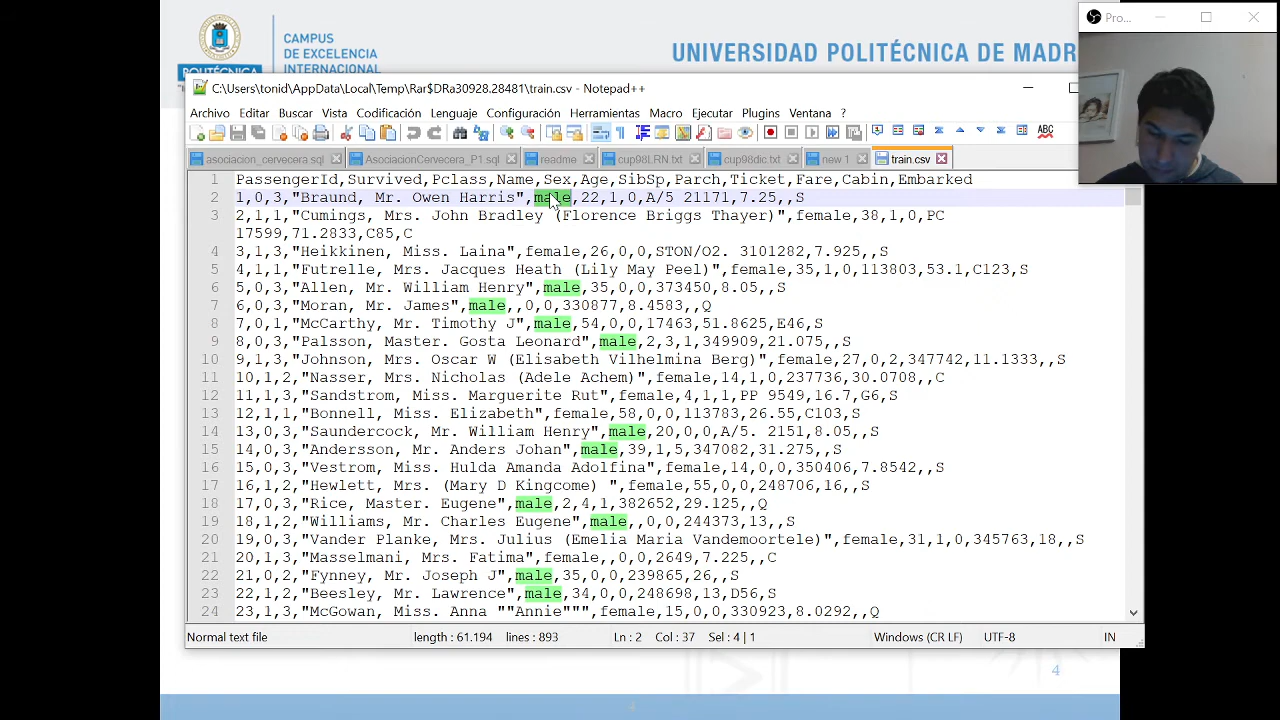 CAMPUS
DE EXCELENCIA
INTERNACIONAL
POLITÉCNICA
UNIVERSIDAD POLITÉCNICA DE MADR
Pro...
C:\Users\tonid\AppData\Local\Temp\Rar$DRa30928.28481\train.csv - Notepad++
Archivo Editar Buscar Vista Codificación Lenguaje Configuración Herramientas Macro Ejecutar Plugins Ventana ?
asociacion_cervecera.sql AsociacionCervecera_P1.sql readme cup98LRN.txt cup98dic.txt new 1 train.csv
1 PassengerId,Survived,Pclass,Name,Sex,Age,SibSp,Parch,Ticket,Fare,Cabin,Embarked
2 1,0,3,"Braund, Mr. Owen Harris",male,22,1,0,A/5 21171,7.25,,S
3 2,1,1,"Cumings, Mrs. John Bradley (Florence Briggs Thayer)",female,38,1,0,PC
17599,71.2833,C85,C
4 3,1,3,"Heikkinen, Miss. Laina",female,26,0,0,STON/O2. 3101282,7.925,,S
5 4,1,1,"Futrelle, Mrs. Jacques Heath (Lily May Peel)",female,35,1,0,113803,53.1,C123,S
6 5,0,3,"Allen, Mr. William Henry",male,35,0,0,373450,8.05,,S
7 6,0,3,"Moran, Mr. James",male,,0,0,330877,8.4583,,Q
8 7,0,1,"McCarthy, Mr. Timothy J",male,54,0,0,17463,51.8625,E46,S
9 8,0,3,"Palsson, Master. Gosta Leonard",male,2,3,1,349909,21.075,,S
10 9,1,3,"Johnson, Mrs. Oscar W (Elisabeth Vilhelmina Berg)",female,27,0,2,347742,11.1333,,S
11 10,1,2,"Nasser, Mrs. Nicholas (Adele Achem)",female,14,1,0,237736,30.0708,,C
12 11,1,3,"Sandstrom, Miss. Marguerite Rut",female,4,1,1,PP 9549,16.7,G6,S
13 12,1,1,"Bonnell, Miss. Elizabeth",female,58,0,0,113783,26.55,C103,S
14 13,0,3,"Saundercock, Mr. William Henry",male,20,0,0,A/5. 2151,8.05,,S
15 14,0,3,"Andersson, Mr. Anders Johan",male,39,1,5,347082,31.275,,S
16 15,0,3,"Vestrom, Miss. Hulda Amanda Adolfina",female,14,0,0,350406,7.8542,,S
17 16,1,2,"Hewlett, Mrs. (Mary D Kingcome) ",female,55,0,0,248706,16,,S
18 17,0,3,"Rice, Master. Eugene",male,2,4,1,382652,29.125,,Q
19 18,1,2,"Williams, Mr. Charles Eugene",male,,0,0,244373,13,,S
20 19,0,3,"Vander Planke, Mrs. Julius (Emelia Maria Vandemoortele)",female,31,1,0,345763,18,,S
21 20,1,3,"Masselmani, Mrs. Fatima",female,,0,0,2649,7.225,,C
22 21,0,2,"Fynney, Mr. Joseph J",male,35,0,0,239865,26,,S
23 22,1,2,"Beesley, Mr. Lawrence",male,34,0,0,248698,13,D56,S
24 23,1,3,"McGowan, Miss. Anna ""Annie""",female,15,0,0,330923,8.0292,,Q
Normal text file length : 61.194 lines : 893 Ln : 2 Col : 37 Sel : 4 | 1 Windows (CR LF) UTF-8 IN
4
4